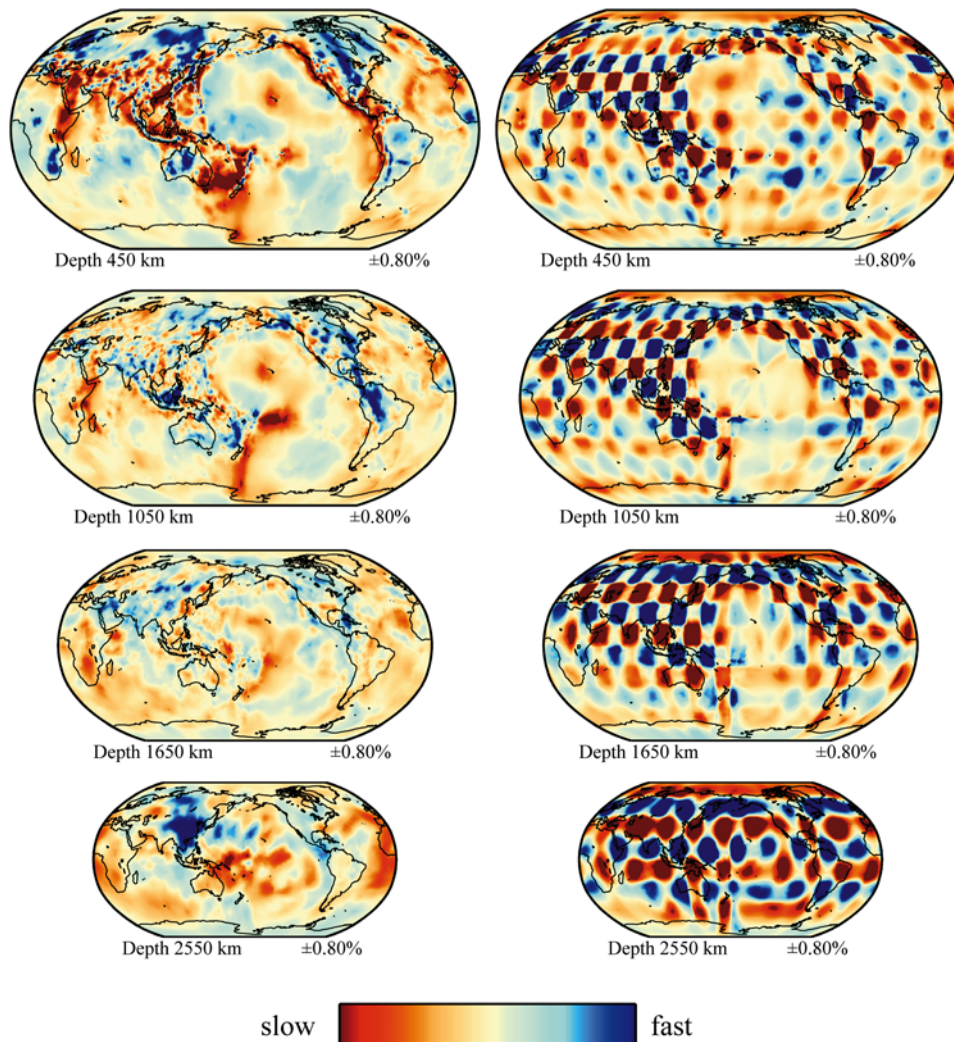 Depth 450 km ±0.80% Depth 450 km ±0.80%
Depth 1050 km ±0.80% Depth 1050 km ±0.80%
Depth 1650 km ±0.80% Depth 1650 km ±0.80%
Depth 2550 km ±0.80% Depth 2550 km ±0.80%
slow fast